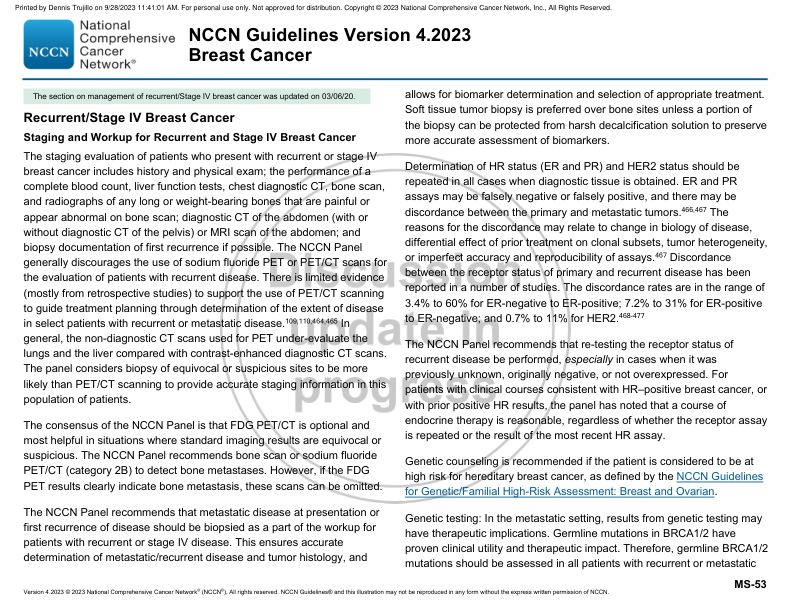 Printed by Dennis Trujillo on 9/28/2023 11:41:01 AM. For personal use only. Not approved for distribution. Copyright © 2023 National Comprehensive Cancer Network, Inc., All Rights Reserved.
NCCN
National
Comprehensive
Cancer
Network®
NCCN Guidelines Version 4.2023
Breast Cancer
The section on management of recurrent/Stage IV breast cancer was updated on 03/06/20.
Recurrent/Stage IV Breast Cancer
Staging and Workup for Recurrent and Stage IV Breast Cancer
The staging evaluation of patients who present with recurrent or stage IV
breast cancer includes history and physical exam; the performance of a
complete blood count, liver function tests, chest diagnostic CT, bone scan,
and radiographs of any long or weight-bearing bones that are painful or
appear abnormal on bone scan; diagnostic CT of the abdomen (with or
without diagnostic CT of the pelvis) or MRI scan of the abdomen; and
biopsy documentation of first recurrence if possible. The NCCN Panel
generally discourages the use of sodium fluoride PET or PET/CT scans for
the evaluation of patients with recurrent disease. There is limited evidence
(mostly from retrospective studies) to support the use of PET/CT scanning
to guide treatment planning through determination of the extent of disease
in select patients with recurrent or metastatic disease.109,110,464,465 In
general, the non-diagnostic CT scans used for PET under-evaluate the
lungs and the liver compared with contrast-enhanced diagnostic CT scans.
The panel considers biopsy of equivocal or suspicious sites to be more
likely than PET/CT scanning to provide accurate staging information in this
population of patients.
The consensus of the NCCN Panel is that FDG PET/CT is optional and
most helpful in situations where standard imaging results are equivocal or
suspicious. The NCCN Panel recommends bone scan or sodium fluoride
PET/CT (category 2B) to detect bone metastases. However, if the FDG
PET results clearly indicate bone metastasis, these scans can be omitted.
The NCCN Panel recommends that metastatic disease at presentation or
first recurrence of disease should be biopsied as a part of the workup for
patients with recurrent or stage IV disease. This ensures accurate
determination of metastatic/recurrent disease and tumor histology, and
allows for biomarker determination and selection of appropriate treatment.
Soft tissue tumor biopsy is preferred over bone sites unless a portion of
the biopsy can be protected from harsh decalcification solution to preserve
more accurate assessment of biomarkers.
Determination of HR status (ER and PR) and HER2 status should be
repeated in all cases when diagnostic tissue is obtained. ER and PR
assays may be falsely negative or falsely positive, and there may be
discordance between the primary and metastatic tumors.466,467 The
reasons for the discordance may relate to change in biology of disease,
differential effect of prior treatment on clonal subsets, tumor heterogeneity,
or imperfect accuracy and reproducibility of assays.467 Discordance
between the receptor status of primary and recurrent disease has been
reported in a number of studies. The discordance rates are in the range of
3.4% to 60% for ER-negative to ER-positive; 7.2% to 31% for ER-positive
to ER-negative; and 0.7% to 11% for HER2.468-477
The NCCN Panel recommends that re-testing the receptor status of
recurrent disease be performed, especially in cases when it was
previously unknown, originally negative, or not overexpressed. For
patients with clinical courses consistent with HR–positive breast cancer, or
with prior positive HR results, the panel has noted that a course of
endocrine therapy is reasonable, regardless of whether the receptor assay
is repeated or the result of the most recent HR assay.
Genetic counseling is recommended if the patient is considered to be at
high risk for hereditary breast cancer, as defined by the NCCN Guidelines
for Genetic/Familial High-Risk Assessment: Breast and Ovarian.
Genetic testing: In the metastatic setting, results from genetic testing may
have therapeutic implications. Germline mutations in BRCA1/2 have
proven clinical utility and therapeutic impact. Therefore, germline BRCA1/2
mutations should be assessed in all patients with recurrent or metastatic
Discussion
update in
progress
MS-53
Version 4.2023 © 2023 National Comprehensive Cancer Network® (NCCN®), All rights reserved. NCCN Guidelines® and this illustration may not be reproduced in any form without the express written permission of NCCN.